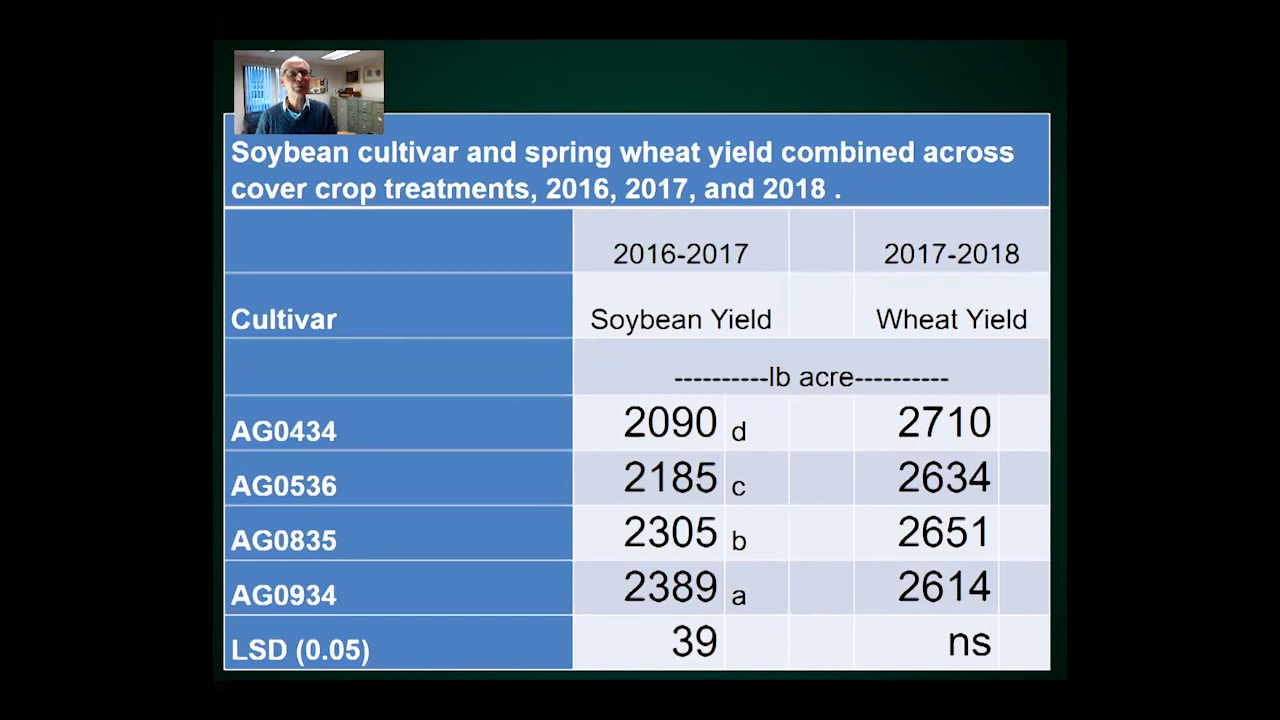 Soybean cultivar and spring wheat yield combined across
cover crop treatments, 2016, 2017, and 2018 .
2016-2017 2017-2018
Cultivar Soybean Yield Wheat Yield
----------lb acre----------
AG0434 2090 d 2710
AG0536 2185 c 2634
AG0835 2305 b 2651
AG0934 2389 a 2614
LSD (0.05) 39 ns